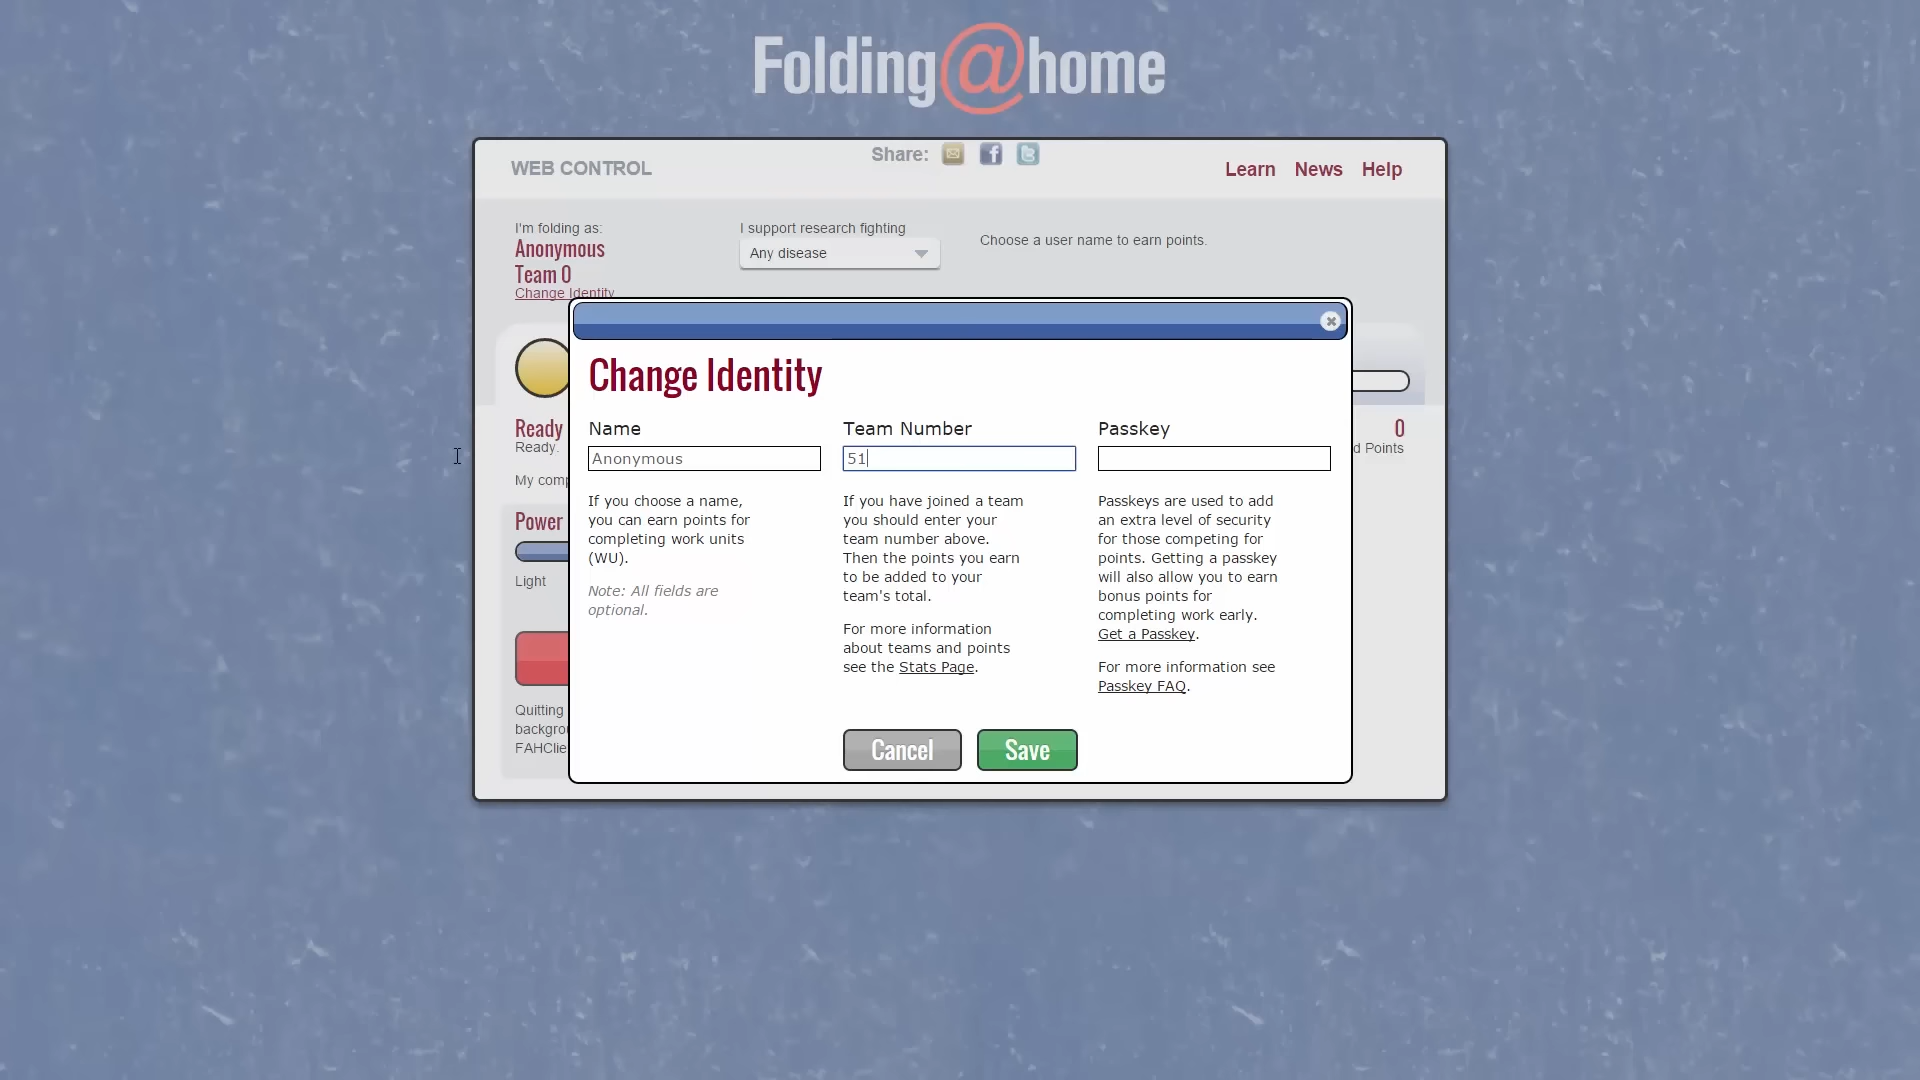 Folding@home
WEB CONTROL
Share:
Learn News Help
I'm folding as:
Anonymous
Team 0
Change Identity
I support research fighting
Any disease
Choose a user name to earn points.
Change Identity
Name
Anonymous
If you choose a name,
you can earn points for
completing work units
(WU).
Note: All fields are
optional.
Team Number
51
If you have joined a team
you should enter your
team number above.
Then the points you earn
to be added to your
team's total.
For more information
about teams and points
see the Stats Page.
Passkey
Passkeys are used to add
an extra level of security
for those competing for
points. Getting a passkey
will also allow you to earn
bonus points for
completing work early.
Get a Passkey.
For more information see
Passkey FAQ.
Cancel Save
Ready
Ready.
My comp
Power
Light
Quitting
backgrou
FAHClie
0
d Points